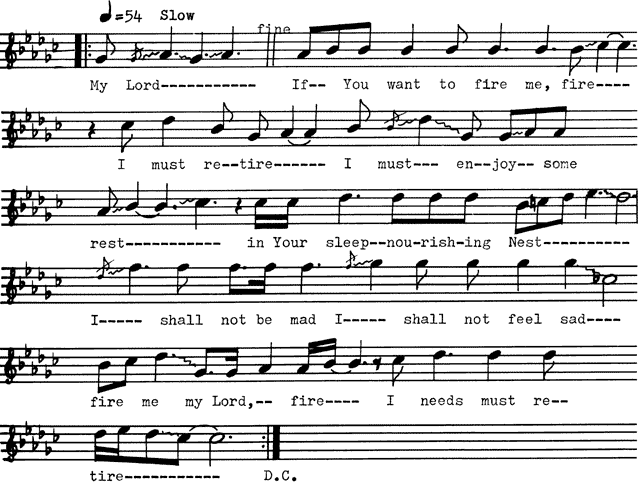 ♩=54 Slow
fine
My Lord------------ If-- You want to fire me, fire----
I must re--tire------ I must--- en--joy-- some
rest------------ in Your sleep--nou-rish-ing Nest-----------
I----- shall not be mad I----- shall not feel sad----
fire me my Lord,-- fire---- I needs must re--
tire----------- D.C.